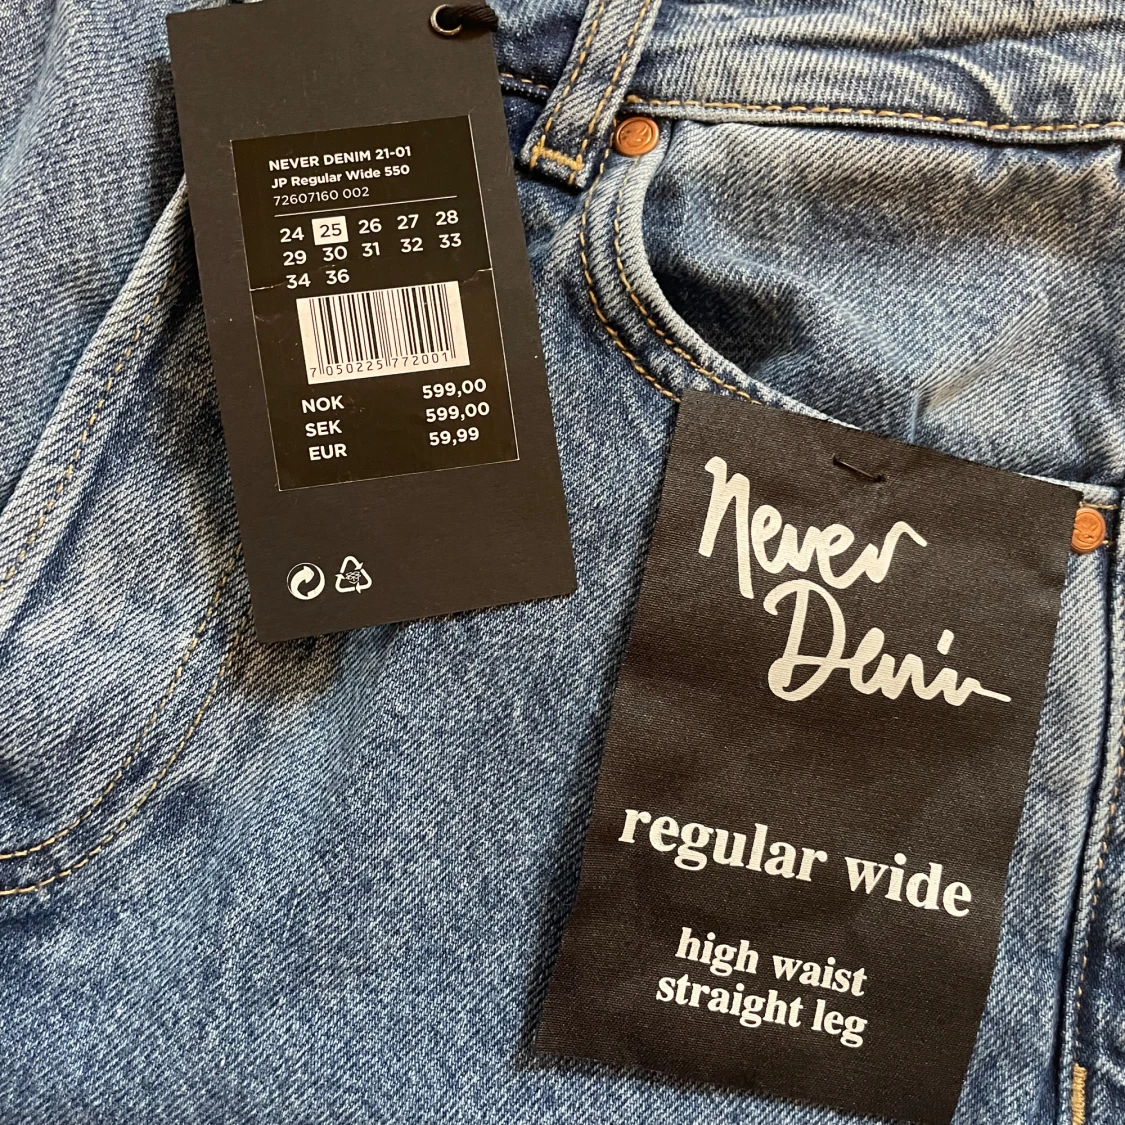 NEVER DENIM 21-01
JP Regular Wide 550
72607160 002
24 25 26 27 28
29 30 31 32 33
34 36
7 050225 772001
NOK 599,00
SEK 599,00
EUR 59,99
Never
Denim
regular wide
high waist
straight leg